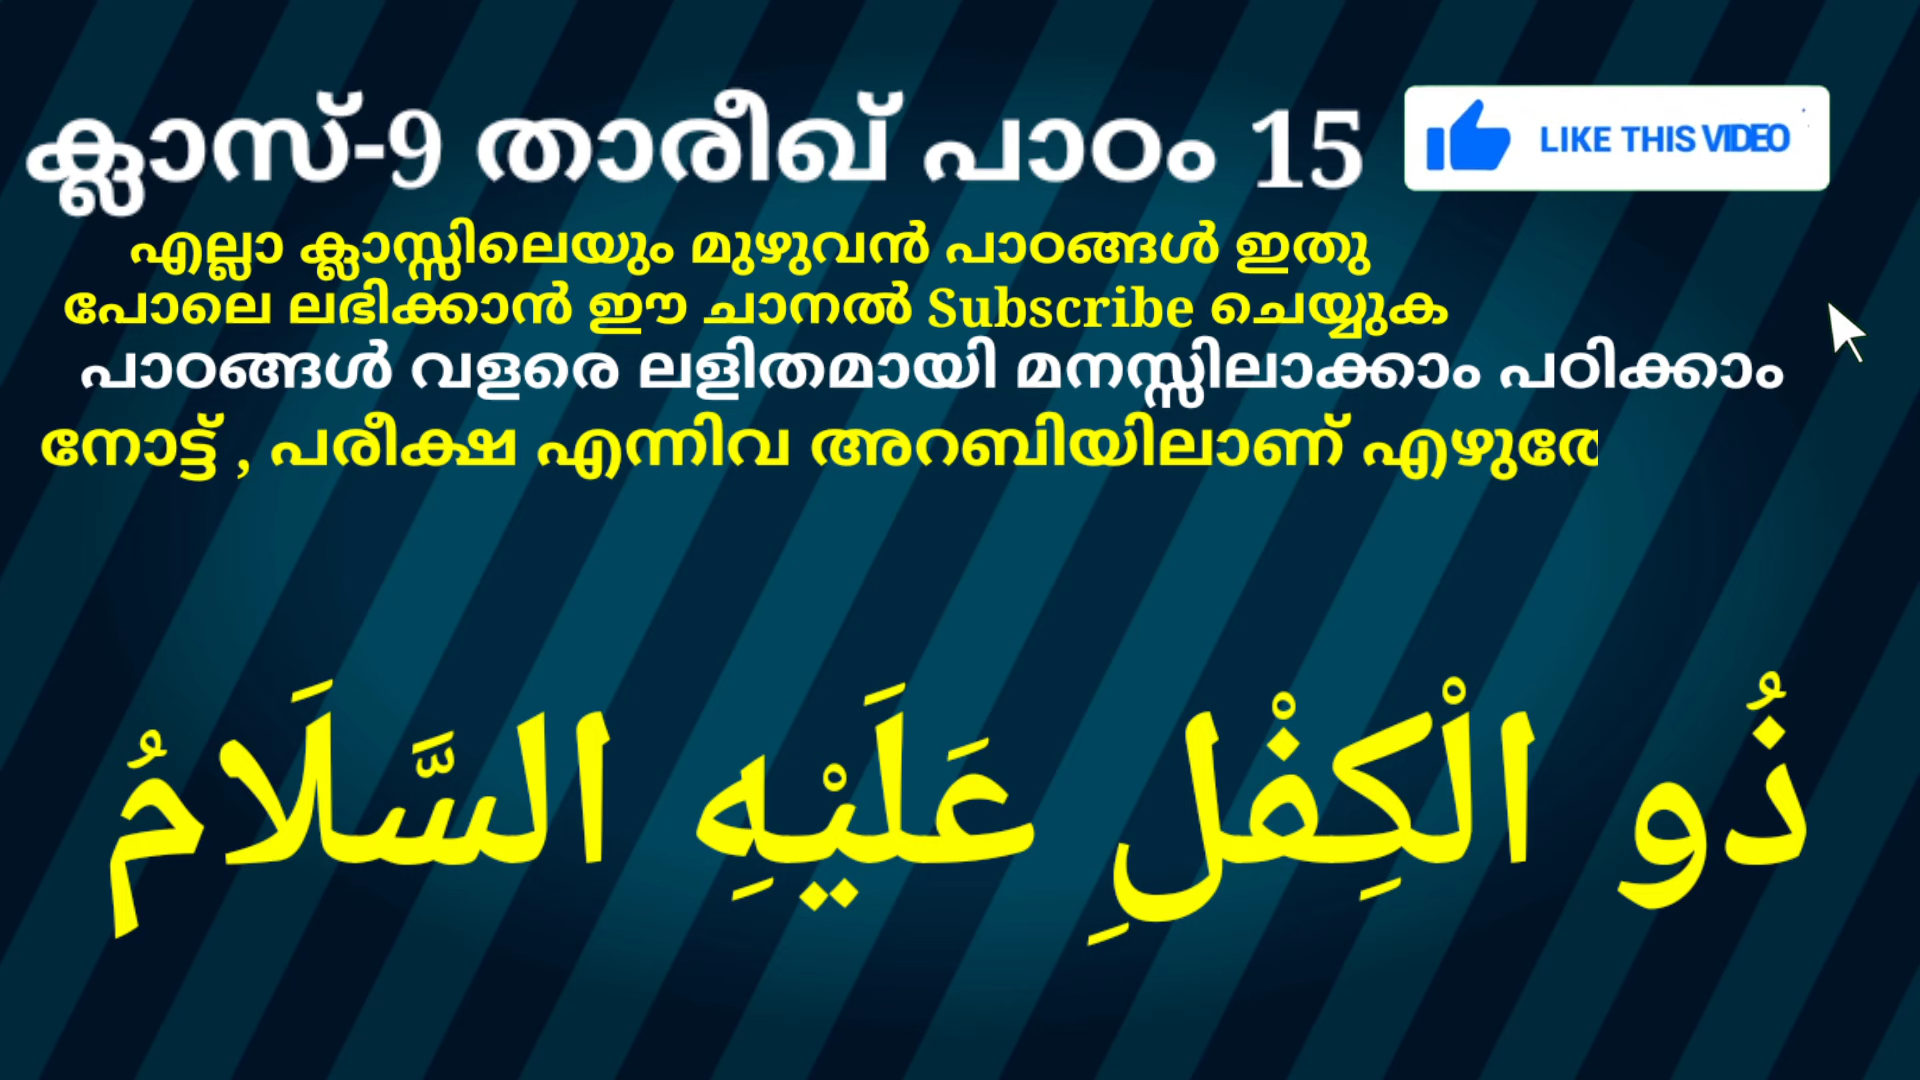 ക്ലാസ്-9 താരീഖ് പാഠം 15
LIKE THIS VIDEO
എല്ലാ ക്ലാസ്സിലെയും മുഴുവൻ പാഠങ്ങൾ ഇതു
പോലെ ലഭിക്കാൻ ഈ ചാനൽ Subscribe ചെയ്യുക
പാഠങ്ങൾ വളരെ ലളിതമായി മനസ്സിലാക്കാം പഠിക്കാം
നോട്ട് , പരീക്ഷ എന്നിവ അറബിയിലാണ്
ذُو الْكِفْلِ عَلَيْهِ السَّلَامُ